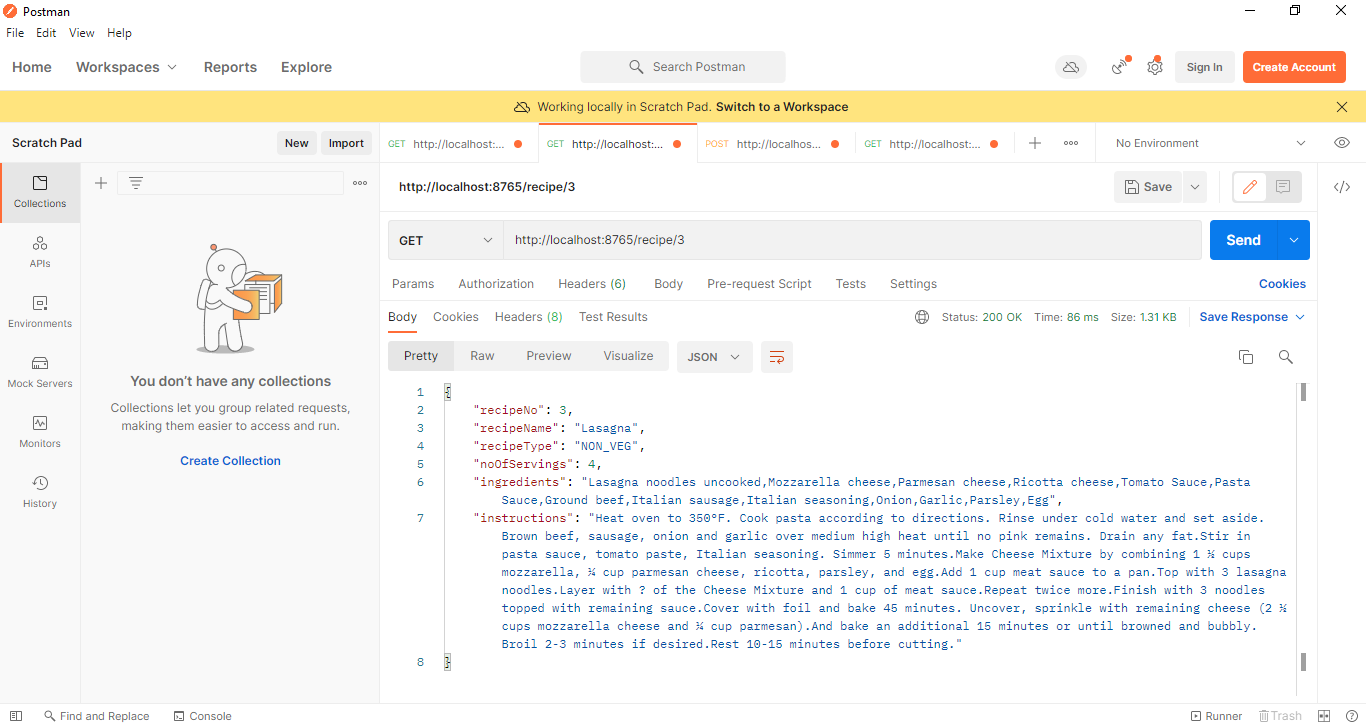 Postman
File Edit View Help
Home Workspaces Reports Explore
Search Postman
Sign In
Create Account
Working locally in Scratch Pad. Switch to a Workspace
Scratch Pad
New
Import
GET http://localhost:...
GET http://localhost:...
POST http://localhos...
GET http://localhost:...
No Environment
Collections
APIs
Environments
Mock Servers
Monitors
History
You don't have any collections
Collections let you group related requests,
making them easier to access and run.
Create Collection
http://localhost:8765/recipe/3
Save
GET
http://localhost:8765/recipe/3
Send
Params Authorization Headers (6) Body Pre-request Script Tests Settings
Cookies
Body Cookies Headers (8) Test Results
Status: 200 OK Time: 86 ms Size: 1.31 KB
Save Response
Pretty Raw Preview Visualize
JSON
1 {
2 "recipeNo": 3,
3 "recipeName": "Lasagna",
4 "recipeType": "NON_VEG",
5 "noOfServings": 4,
6 "ingredients": "Lasagna noodles uncooked,Mozzarella cheese,Parmesan cheese,Ricotta cheese,Tomato Sauce,Pasta
Sauce,Ground beef,Italian sausage,Italian seasoning,Onion,Garlic,Parsley,Egg",
7 "instructions": "Heat oven to 350°F. Cook pasta according to directions. Rinse under cold water and set aside.
Brown beef, sausage, onion and garlic over medium high heat until no pink remains. Drain any fat.Stir in
pasta sauce, tomato paste, Italian seasoning. Simmer 5 minutes.Make Cheese Mixture by combining 1 cups
mozzarella, cup parmesan cheese, ricotta, parsley, and egg.Add 1 cup meat sauce to a pan.Top with 3 lasagna
noodles.Layer with ? of the Cheese Mixture and 1 cup of meat sauce.Repeat twice more.Finish with 3 noodles
topped with remaining sauce.Cover with foil and bake 45 minutes. Uncover, sprinkle with remaining cheese (2
cups mozzarella cheese and cup parmesan).And bake an additional 15 minutes or until browned and bubbly.
Broil 2-3 minutes if desired.Rest 10-15 minutes before cutting."
8 }
Find and Replace
Console
Runner
Trash